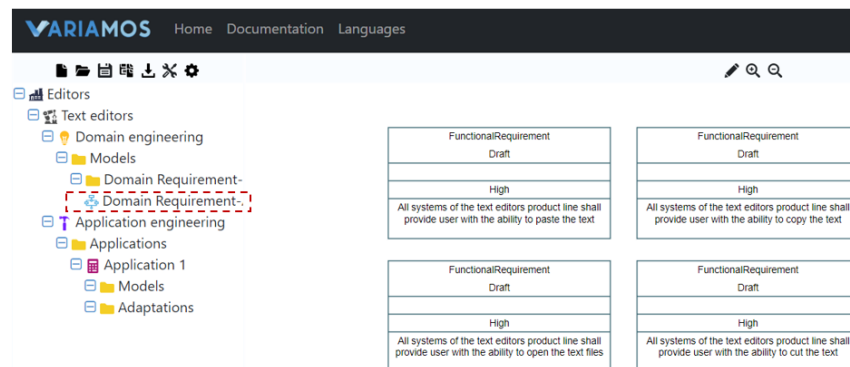 VARIAMOS Home Documentation Languages
Editors
Text editors
Domain engineering
Models
Domain Requirement-
Domain Requirement-.
Application engineering
Applications
Application 1
Models
Adaptations
FunctionalRequirement
Draft
High
All systems of the text editors product line shall
provide user with the ability to paste the text
FunctionalRequirement
Draft
High
All systems of the text editors product line shall
provide user with the ability to copy the text
FunctionalRequirement
Draft
High
All systems of the text editors product line shall
provide user with the ability to open the text files
FunctionalRequirement
Draft
High
All systems of the text editors product line shall
provide user with the ability to cut the text